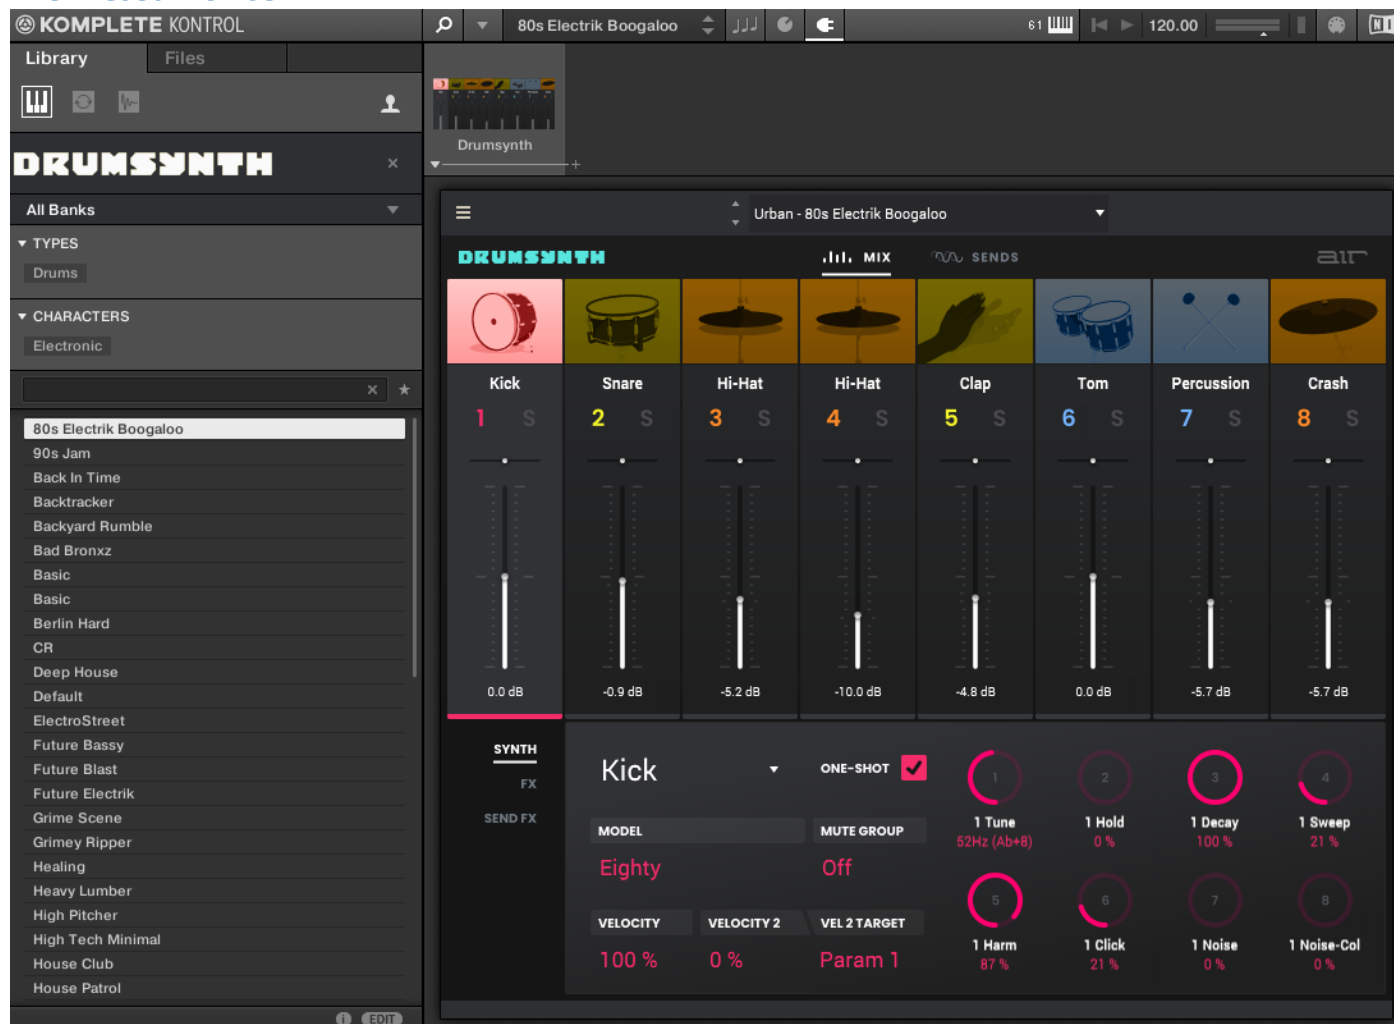 KOMPLETE KONTROL
80s Electrik Boogaloo
61
120.00
Library
Files
Drumsynth
DRUMSYNTH
All Banks
TYPES
Drums
CHARACTERS
Electronic
80s Electrik Boogaloo
90s Jam
Back In Time
Backtracker
Backyard Rumble
Bad Bronxz
Basic
Basic
Berlin Hard
CR
Deep House
Default
ElectroStreet
Future Bassy
Future Blast
Future Electrik
Grime Scene
Grimey Ripper
Healing
Heavy Lumber
High Pitcher
High Tech Minimal
House Club
House Patrol
EDIT
Urban - 80s Electrik Boogaloo
DRUMSYNTH
MIX
SENDS
air
Kick Snare Hi-Hat Hi-Hat Clap Tom Percussion Crash
1 S 2 S 3 S 4 S 5 S 6 S 7 S 8 S
0.0 dB -0.9 dB -5.2 dB -10.0 dB -4.8 dB 0.0 dB -5.7 dB -5.7 dB
SYNTH
FX
SEND FX
Kick
ONE-SHOT
MODEL
MUTE GROUP
Eighty
Off
VELOCITY
VELOCITY 2
VEL 2 TARGET
100 %
0 %
Param 1
1 2 3 4
1 Tune 1 Hold 1 Decay 1 Sweep
52Hz (Ab+8) 0 % 100 % 21 %
5 6 7 8
1 Harm 1 Click 1 Noise 1 Noise-Col
87 % 21 % 0 % 0 %